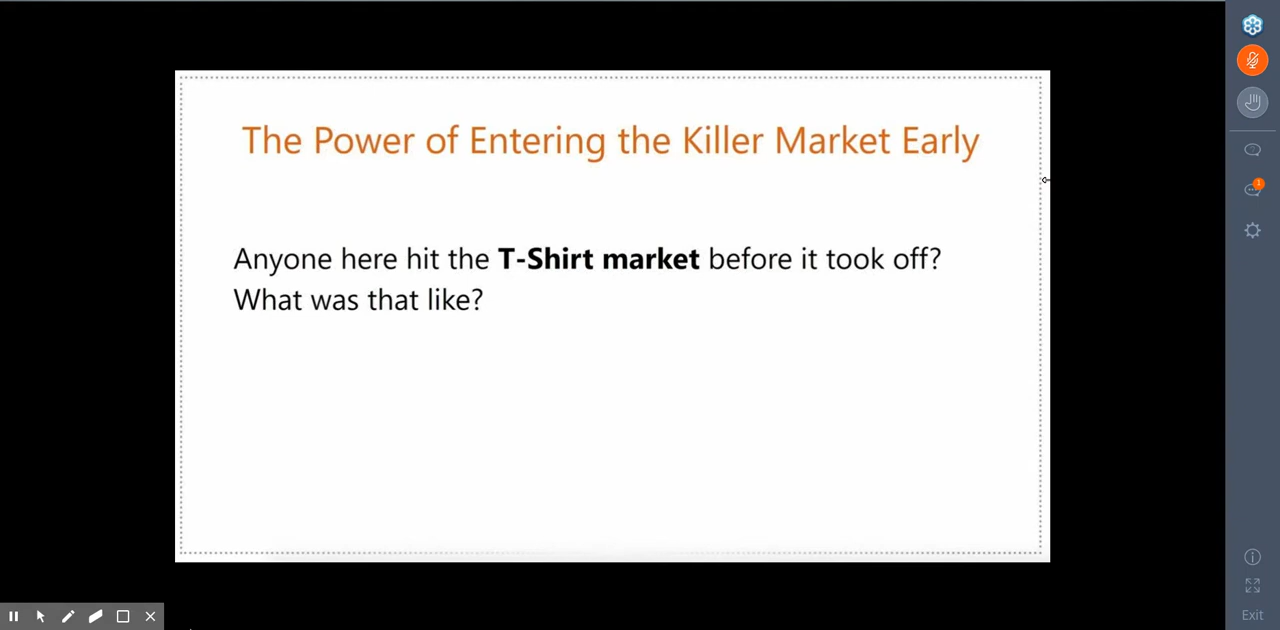 The Power of Entering the Killer Market Early
Anyone here hit the T-Shirt market before it took off?
What was that like?
1
Exit